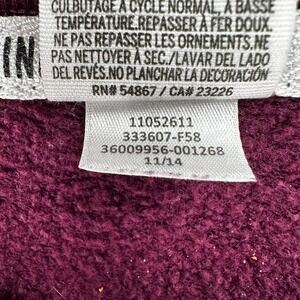 CULBUTAGE A CYCLE NORMAL, A BASSE
TEMPÉRATURE.REPASSER À FER DOUX.
NE PAS REPASSER LES ORNEMENTS.NE
PAS NETTOYER À SEC./LAVAR DEL LADO
DEL REVÉS.NO PLANCHAR LA DECORACIÓN
RN# 54867 / CA# 23226
IN
11052611
333607-F58
36009956-001268
11/14